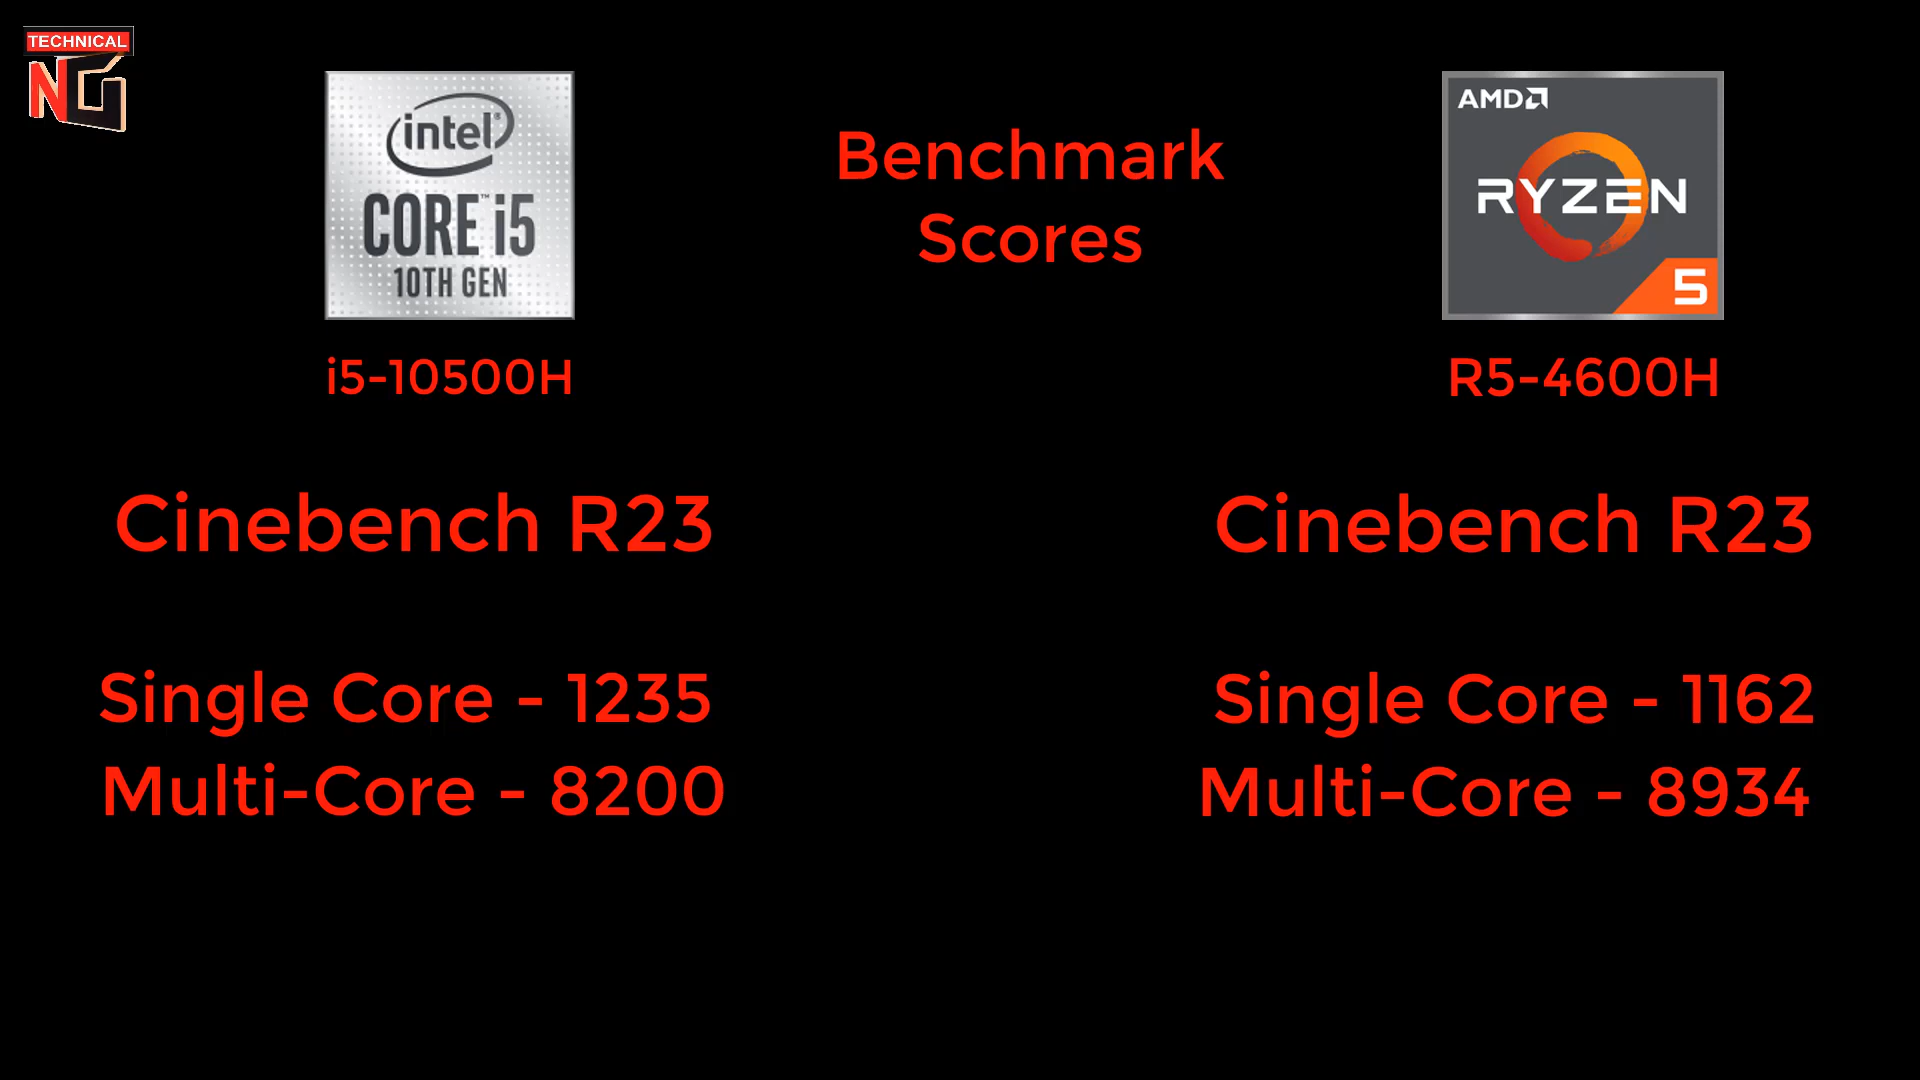 TECHNICAL
NG
intel®
CORE™ i5
10TH GEN
i5-10500H
Benchmark
Scores
AMD
RYZEN
5
R5-4600H
Cinebench R23
Single Core - 1235
Multi-Core - 8200
Cinebench R23
Single Core - 1162
Multi-Core - 8934